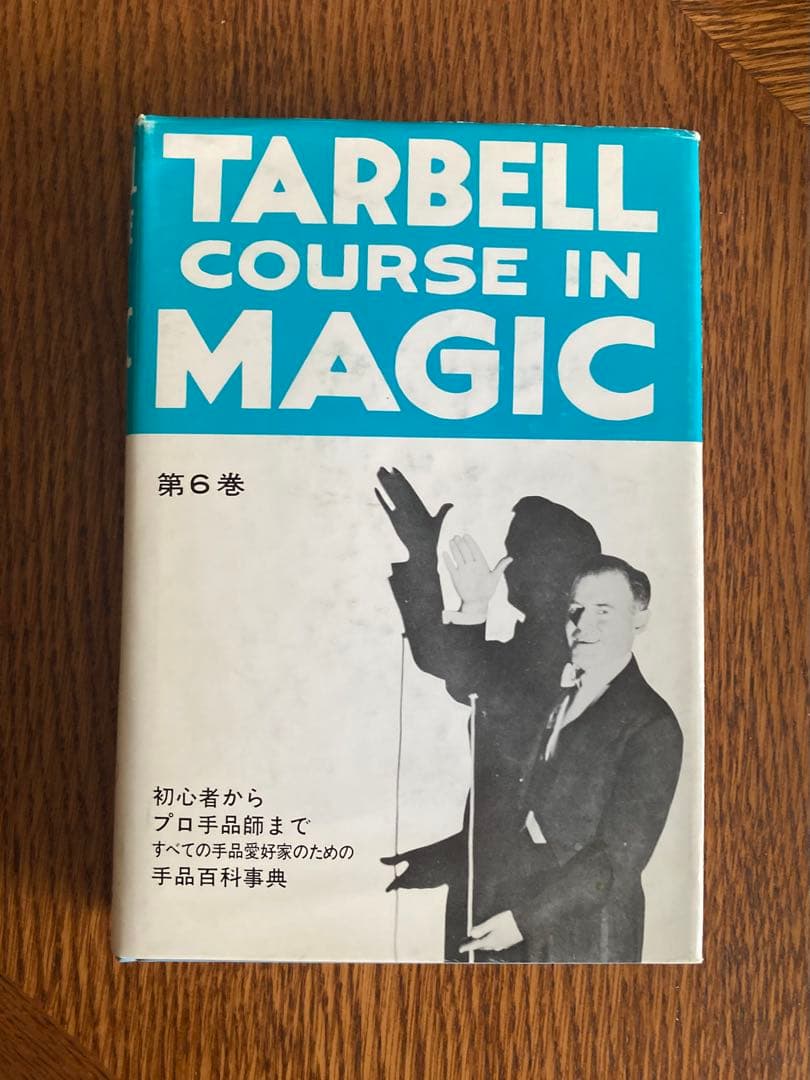 TARBELL
COURSE IN
MAGIC
第6巻
初心者から
プロ手品師まで
すべての手品愛好家のための
手品百科事典